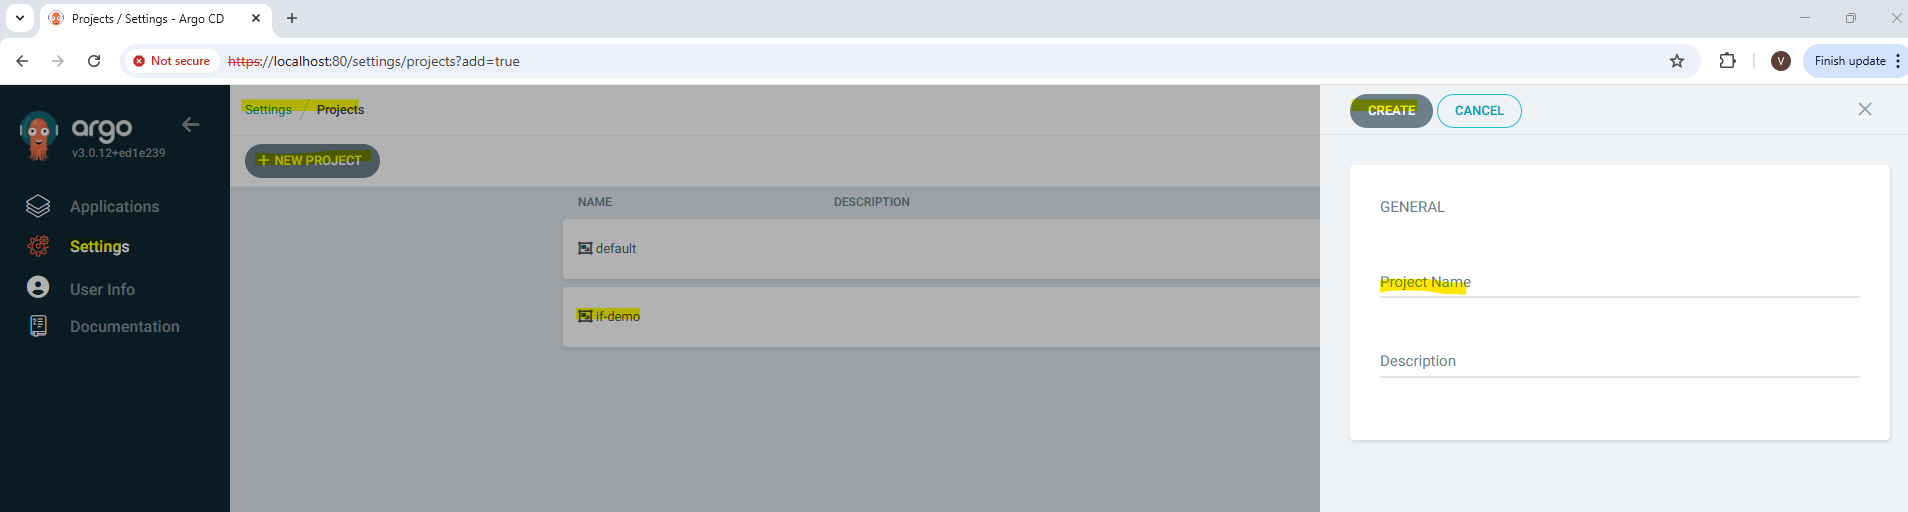 Projects / Settings - Argo CD
Not secure https://localhost:80/settings/projects?add=true
V
Finish update
argo
v3.0.12+ed1e239
Applications
Settings
User Info
Documentation
Settings / Projects
+ NEW PROJECT
NAME DESCRIPTION
default
if-demo
CREATE CANCEL
GENERAL
Project Name
Description